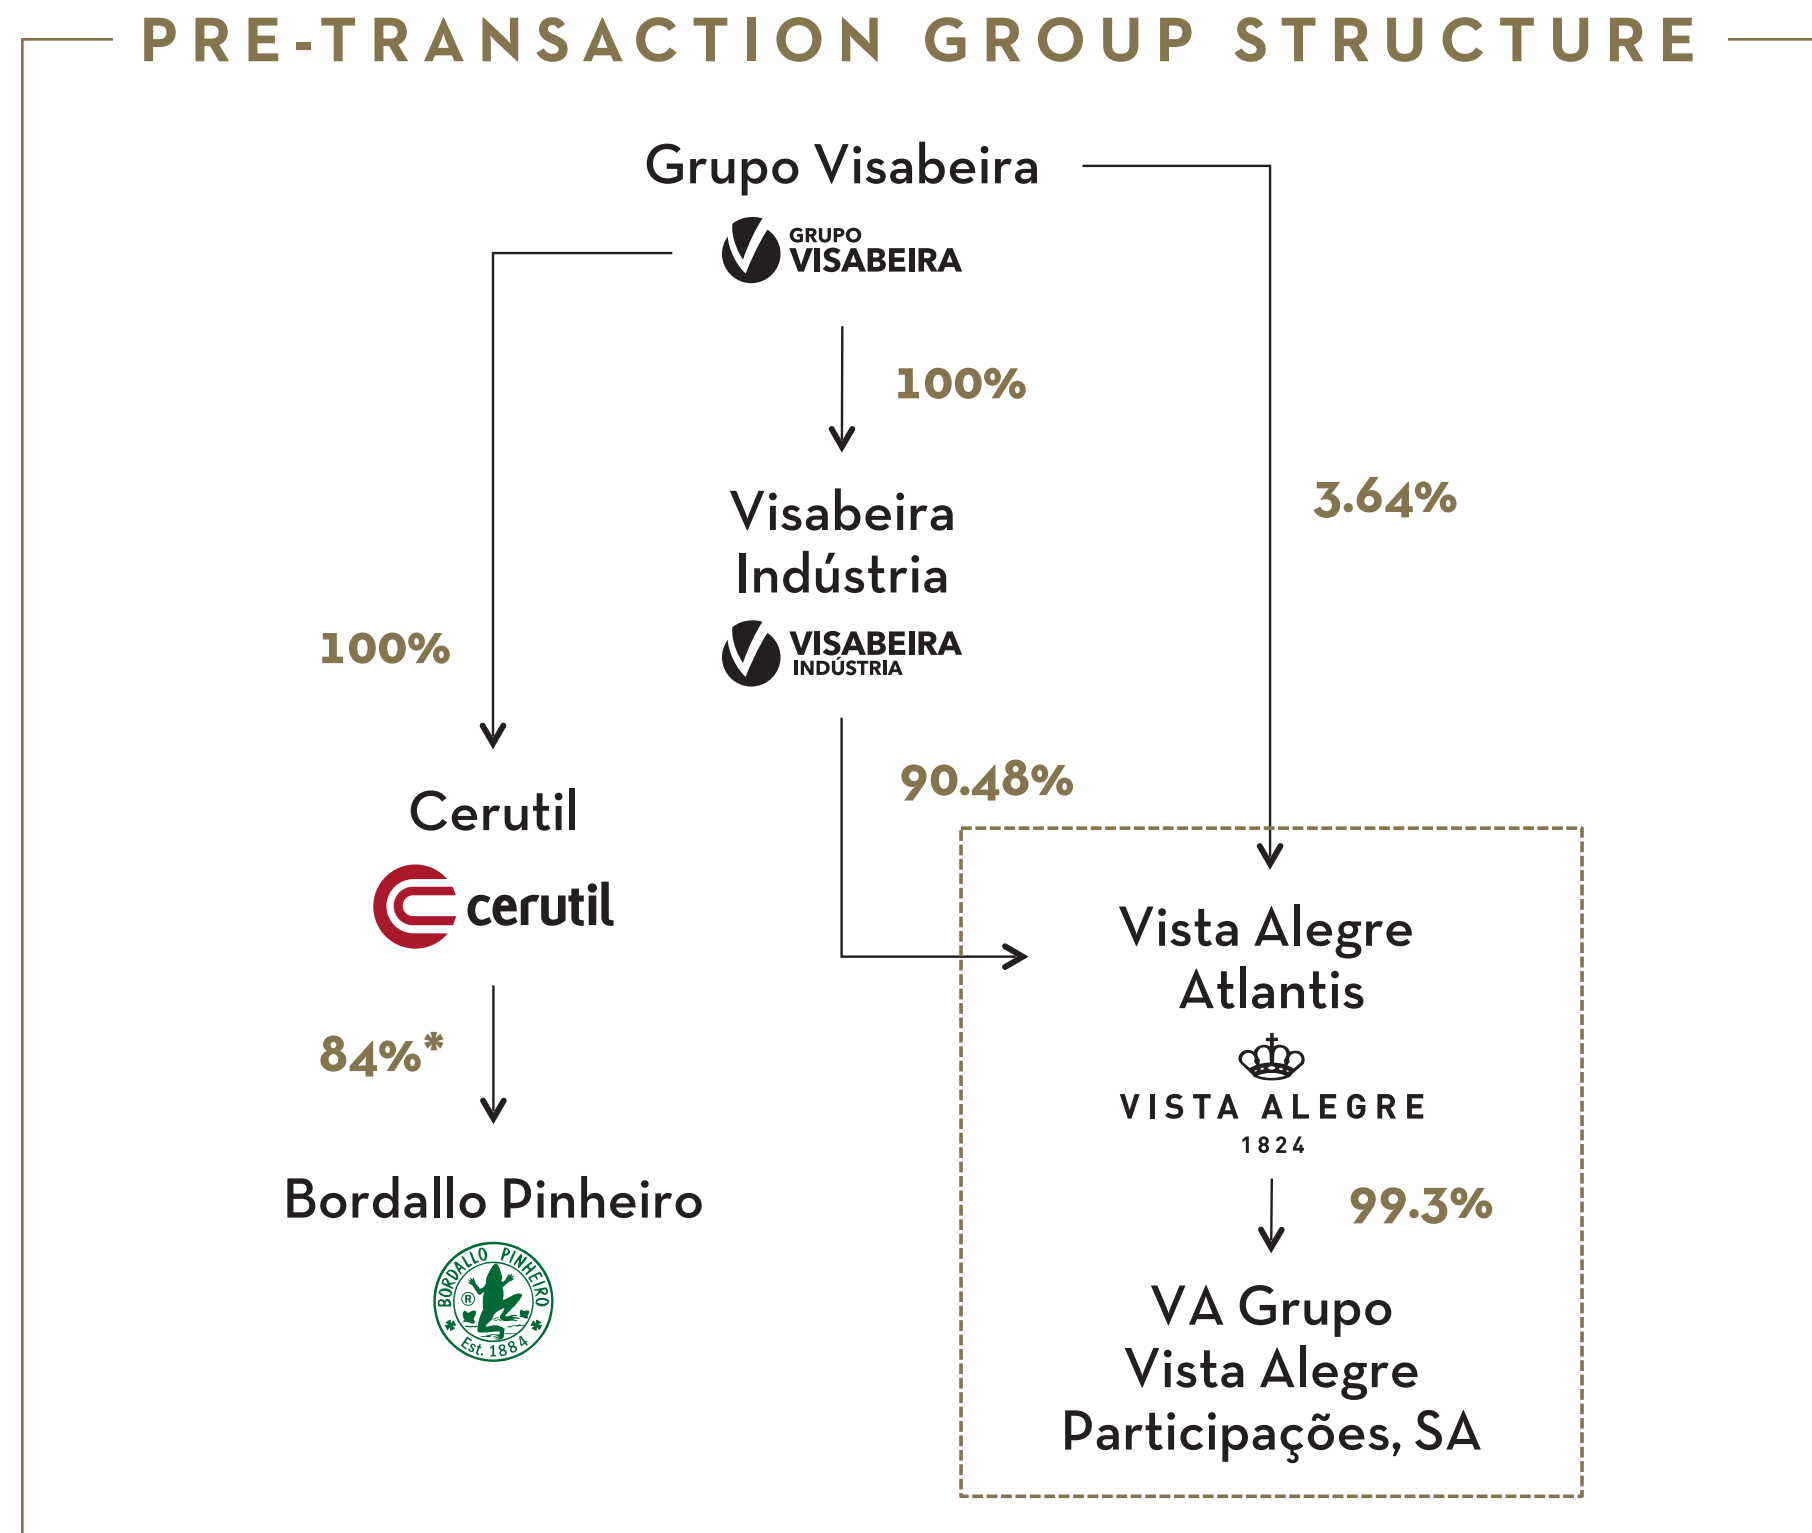 PRE-TRANSACTION GROUP STRUCTURE
Grupo Visabeira
GRUPO
VISABEIRA
100%
3.64%
Visabeira
Indústria
VISABEIRA
INDÚSTRIA
100%
90.48%
Cerutil
cerutil
84%*
Bordallo Pinheiro
BORDALLO PINHEIRO
®
Est. 1884
Vista Alegre
Atlantis
VISTA ALEGRE
1824
99.3%
VA Grupo
Vista Alegre
Participações, SA